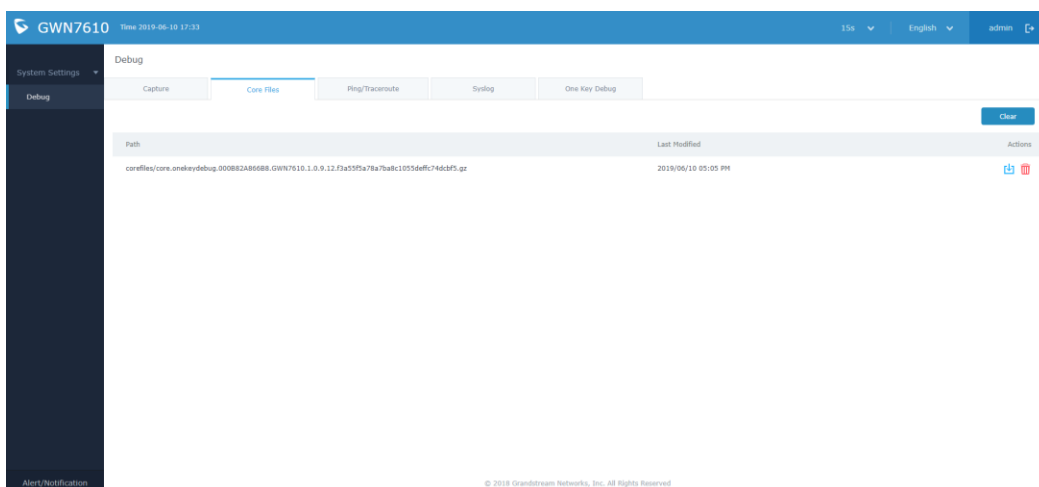 GWN7610 Time 2019-06-10 17:33 15s English admin
System Settings
Debug
Debug
Capture Core Files Ping/Traceroute Syslog One Key Debug
Clear
Path Last Modified Actions
corefiles/core.onekeydebug.000B82A866B8.GWN7610.1.0.9.12.f3a55f5a78a7ba8c1055deffc74dcbf5.gz 2019/06/10 05:05 PM
Alert/Notification
© 2018 Grandstream Networks, Inc. All Rights Reserved